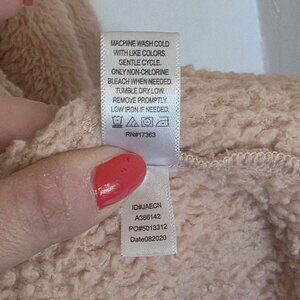 MACHINE WASH COLD
WITH LIKE COLORS.
GENTLE CYCLE.
ONLY NON-CHLORINE
BLEACH WHEN NEEDED.
TUMBLE DRY LOW.
REMOVE PROMPTLY.
LOW IRON IF NEEDED.
RN#17363
ID#JAECN
A386142
PO#5013312
Date082020